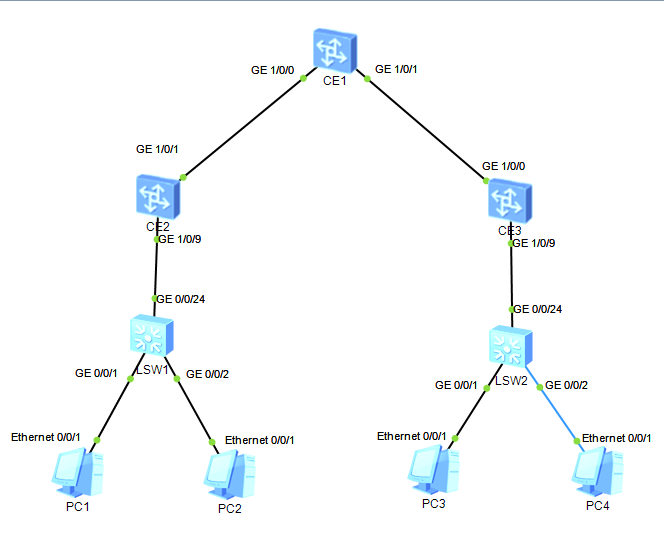 GE 1/0/0
GE 1/0/1
CE1
GE 1/0/1
GE 1/0/0
CE2
CE3
GE 1/0/9
GE 1/0/9
GE 0/0/24
GE 0/0/24
LSW1
LSW2
GE 0/0/1
GE 0/0/2
GE 0/0/1
GE 0/0/2
Ethernet 0/0/1
Ethernet 0/0/1
Ethernet 0/0/1
Ethernet 0/0/1
PC1
PC2
PC3
PC4